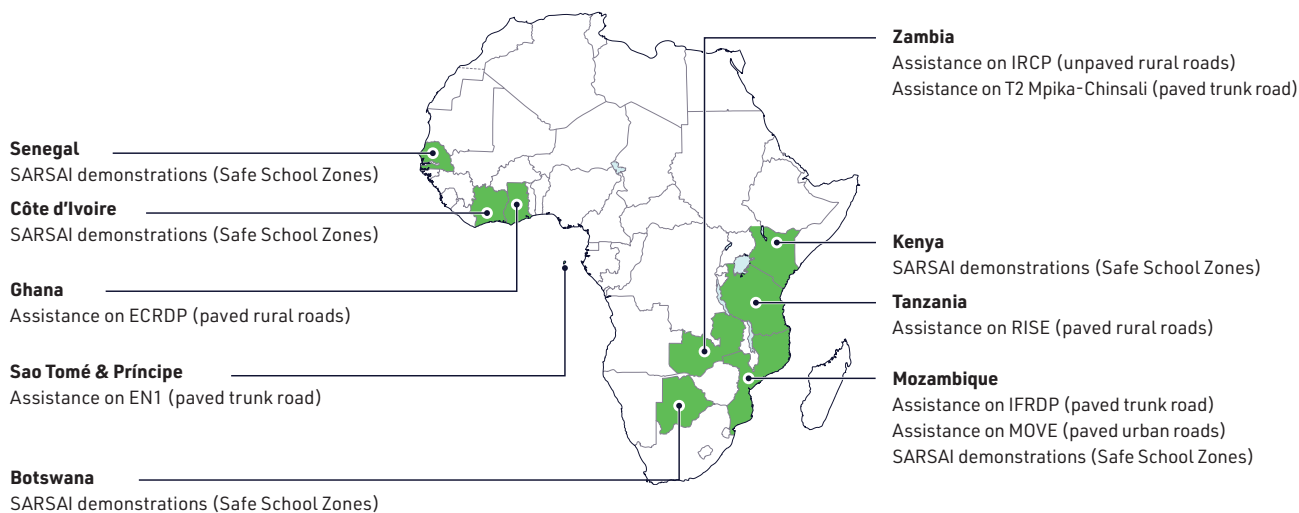 Senegal
SARSAI demonstrations (Safe School Zones)
Côte d'Ivoire
SARSAI demonstrations (Safe School Zones)
Ghana
Assistance on ECRDP (paved rural roads)
Sao Tomé & Príncipe
Assistance on EN1 (paved trunk road)
Botswana
SARSAI demonstrations (Safe School Zones)
Zambia
Assistance on IRCP (unpaved rural roads)
Assistance on T2 Mpika-Chinsali (paved trunk road)
Kenya
SARSAI demonstrations (Safe School Zones)
Tanzania
Assistance on RISE (paved rural roads)
Mozambique
Assistance on IFRDP (paved trunk road)
Assistance on MOVE (paved urban roads)
SARSAI demonstrations (Safe School Zones)